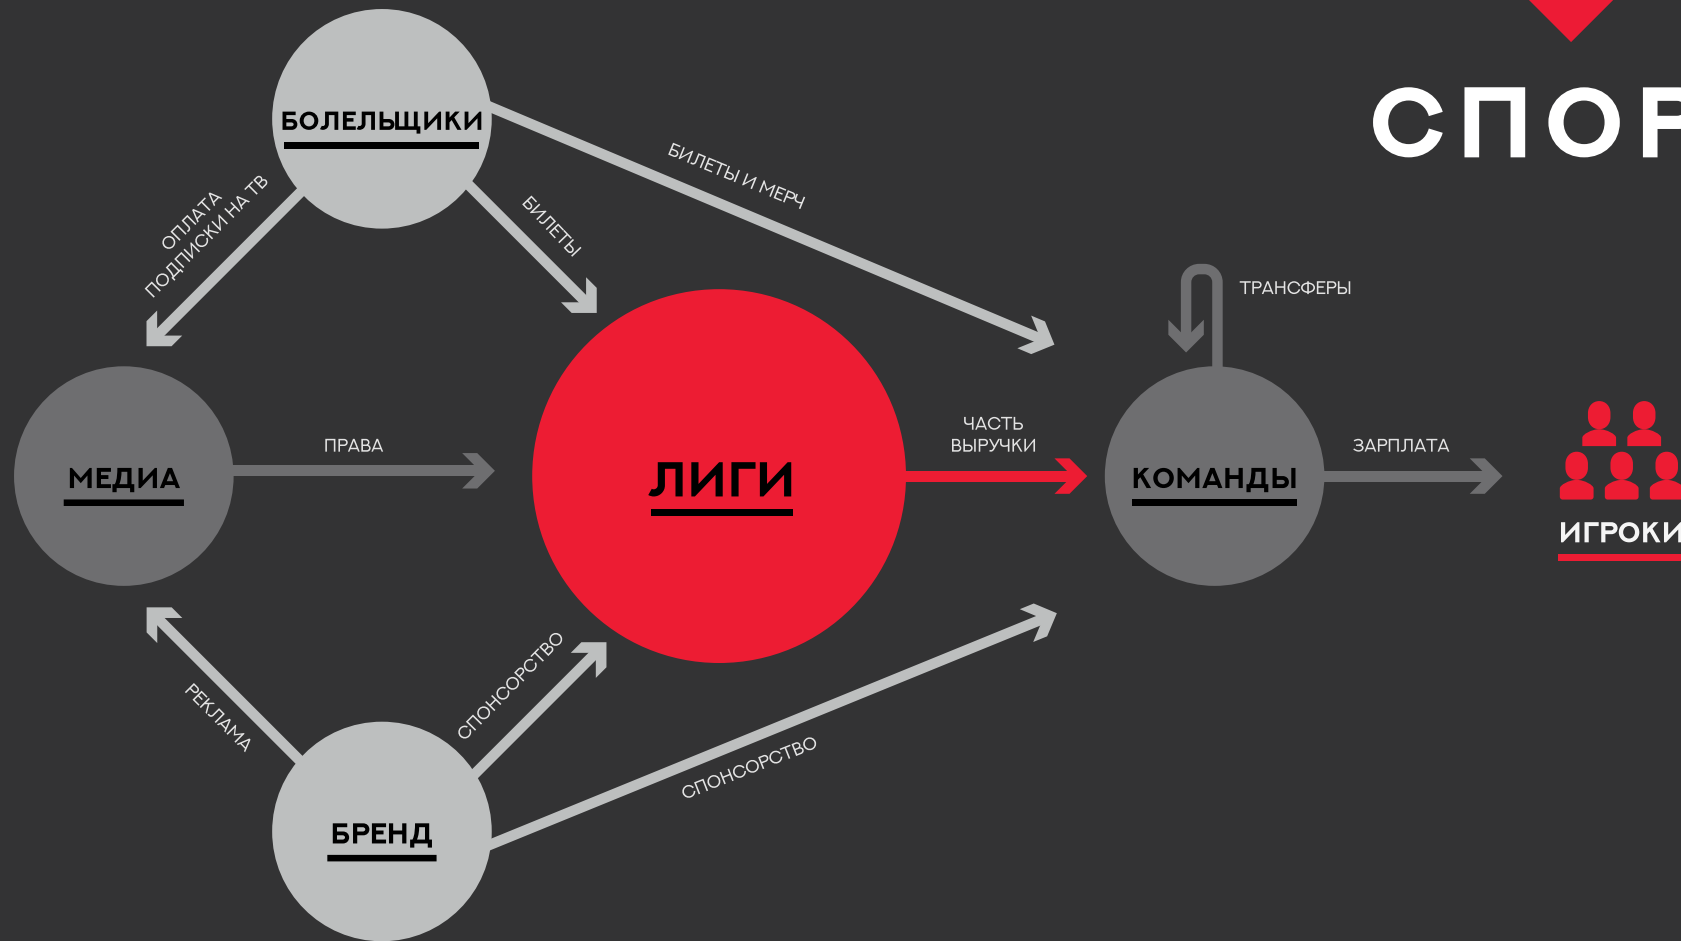 СПОР
БОЛЕЛЬЩИКИ
БИЛЕТЫ И МЕРЧ
ОПЛАТА
ПОДПИСКИ НА ТВ
БИЛЕТЫ
ТРАНСФЕРЫ
МЕДИА
ПРАВА
ЛИГИ
ЧАСТЬ
ВЫРУЧКИ
КОМАНДЫ
ЗАРПЛАТА
ИГРОКИ
РЕКЛАМА
СПОНСОРСТВО
СПОНСОРСТВО
БРЕНД